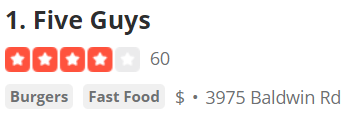 1. Five Guys
60
Burgers Fast Food $ • 3975 Baldwin Rd